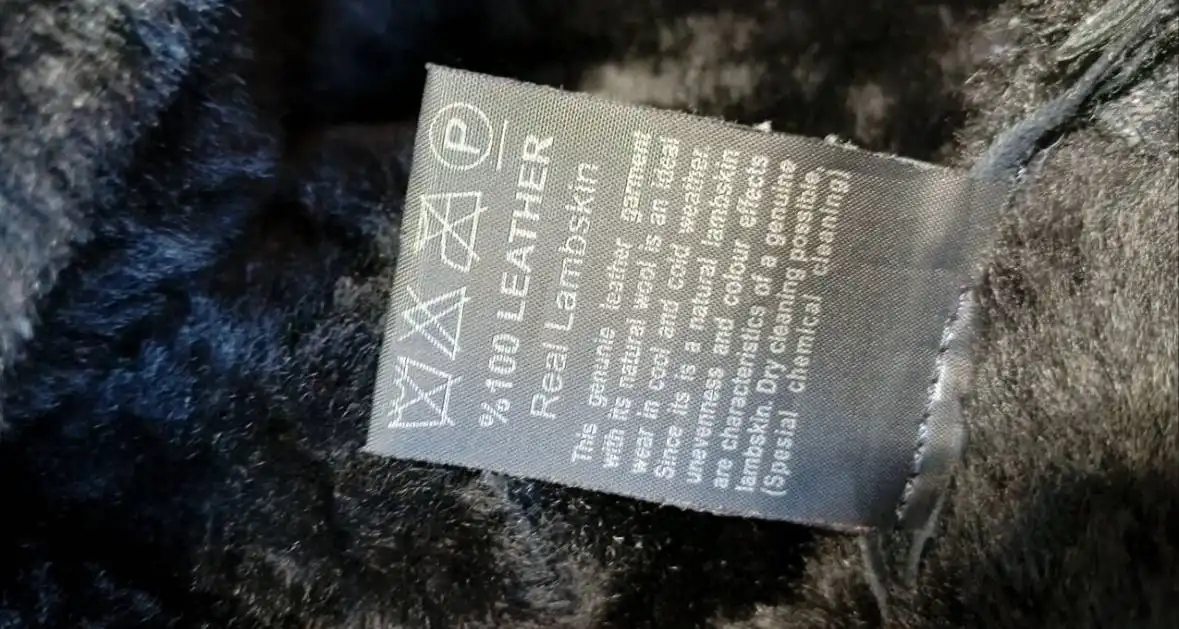 P
%100 LEATHER
Real Lambskin
This genunie leather garment
with its natural wool is an ideal
wear in cool and cold weather.
Since its is a natural lambskin
unevenness and colour effects
are characteristics of a genuine
lambskin. Dry cleaning possible.
(Spesial chemical cleaning)